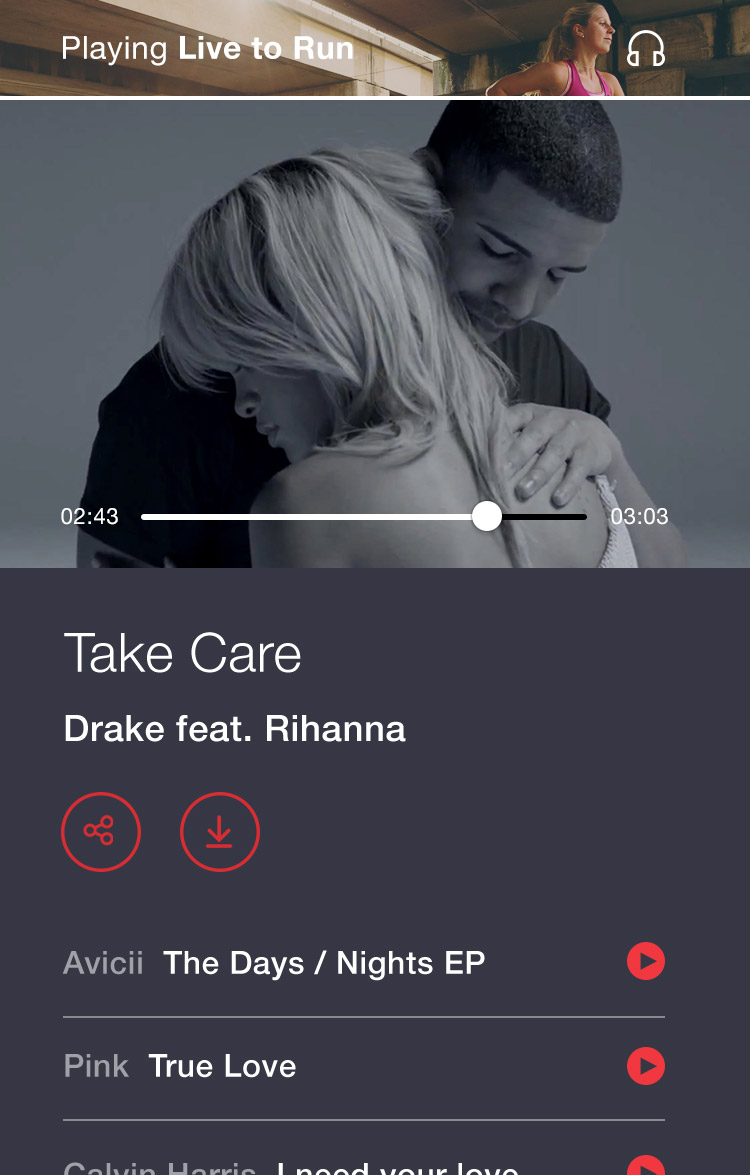 Playing Live to Run
02:43 03:03
Take Care
Drake feat. Rihanna
Avicii The Days / Nights EP
Pink True Love
Calvin Harris I need your love